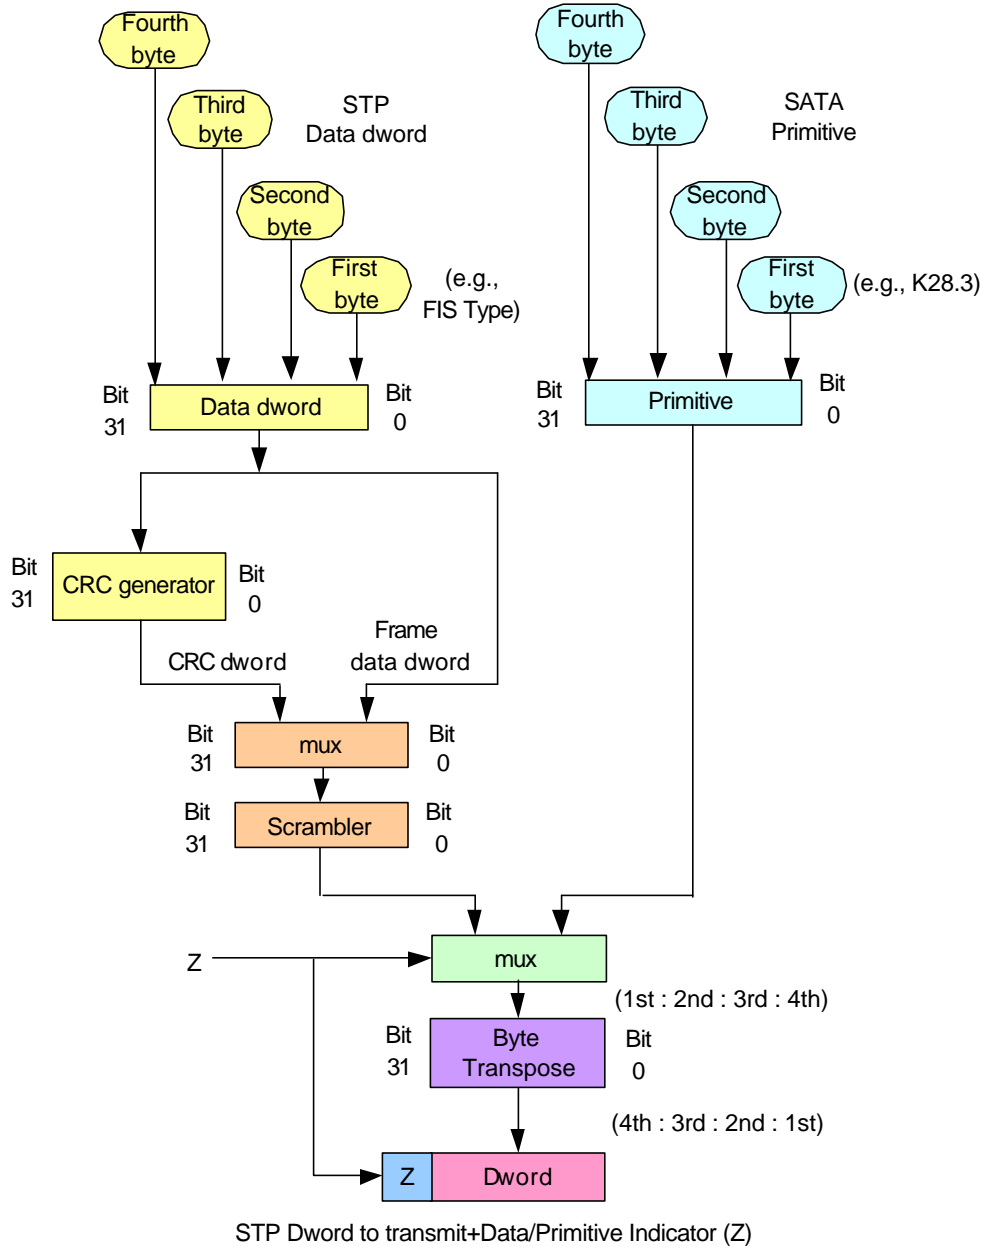 Fourth
byte
Fourth
byte
Third
byte
STP
Data dword
Third
byte
SATA
Primitive
Second
byte
Second
byte
First
byte
(e.g.,
FIS Type)
First
byte
(e.g., K28.3)
Bit
31
Data dword
Bit
0
Bit
31
Primitive
Bit
0
Bit
31
CRC generator
Bit
0
CRC dword
Frame
data dword
Bit
31
mux
Bit
0
Bit
31
Scrambler
Bit
0
Z
mux
(1st : 2nd : 3rd : 4th)
Bit
31
Byte
Transpose
Bit
0
(4th : 3rd : 2nd : 1st)
Z
Dword
STP Dword to transmit+Data/Primitive Indicator (Z)